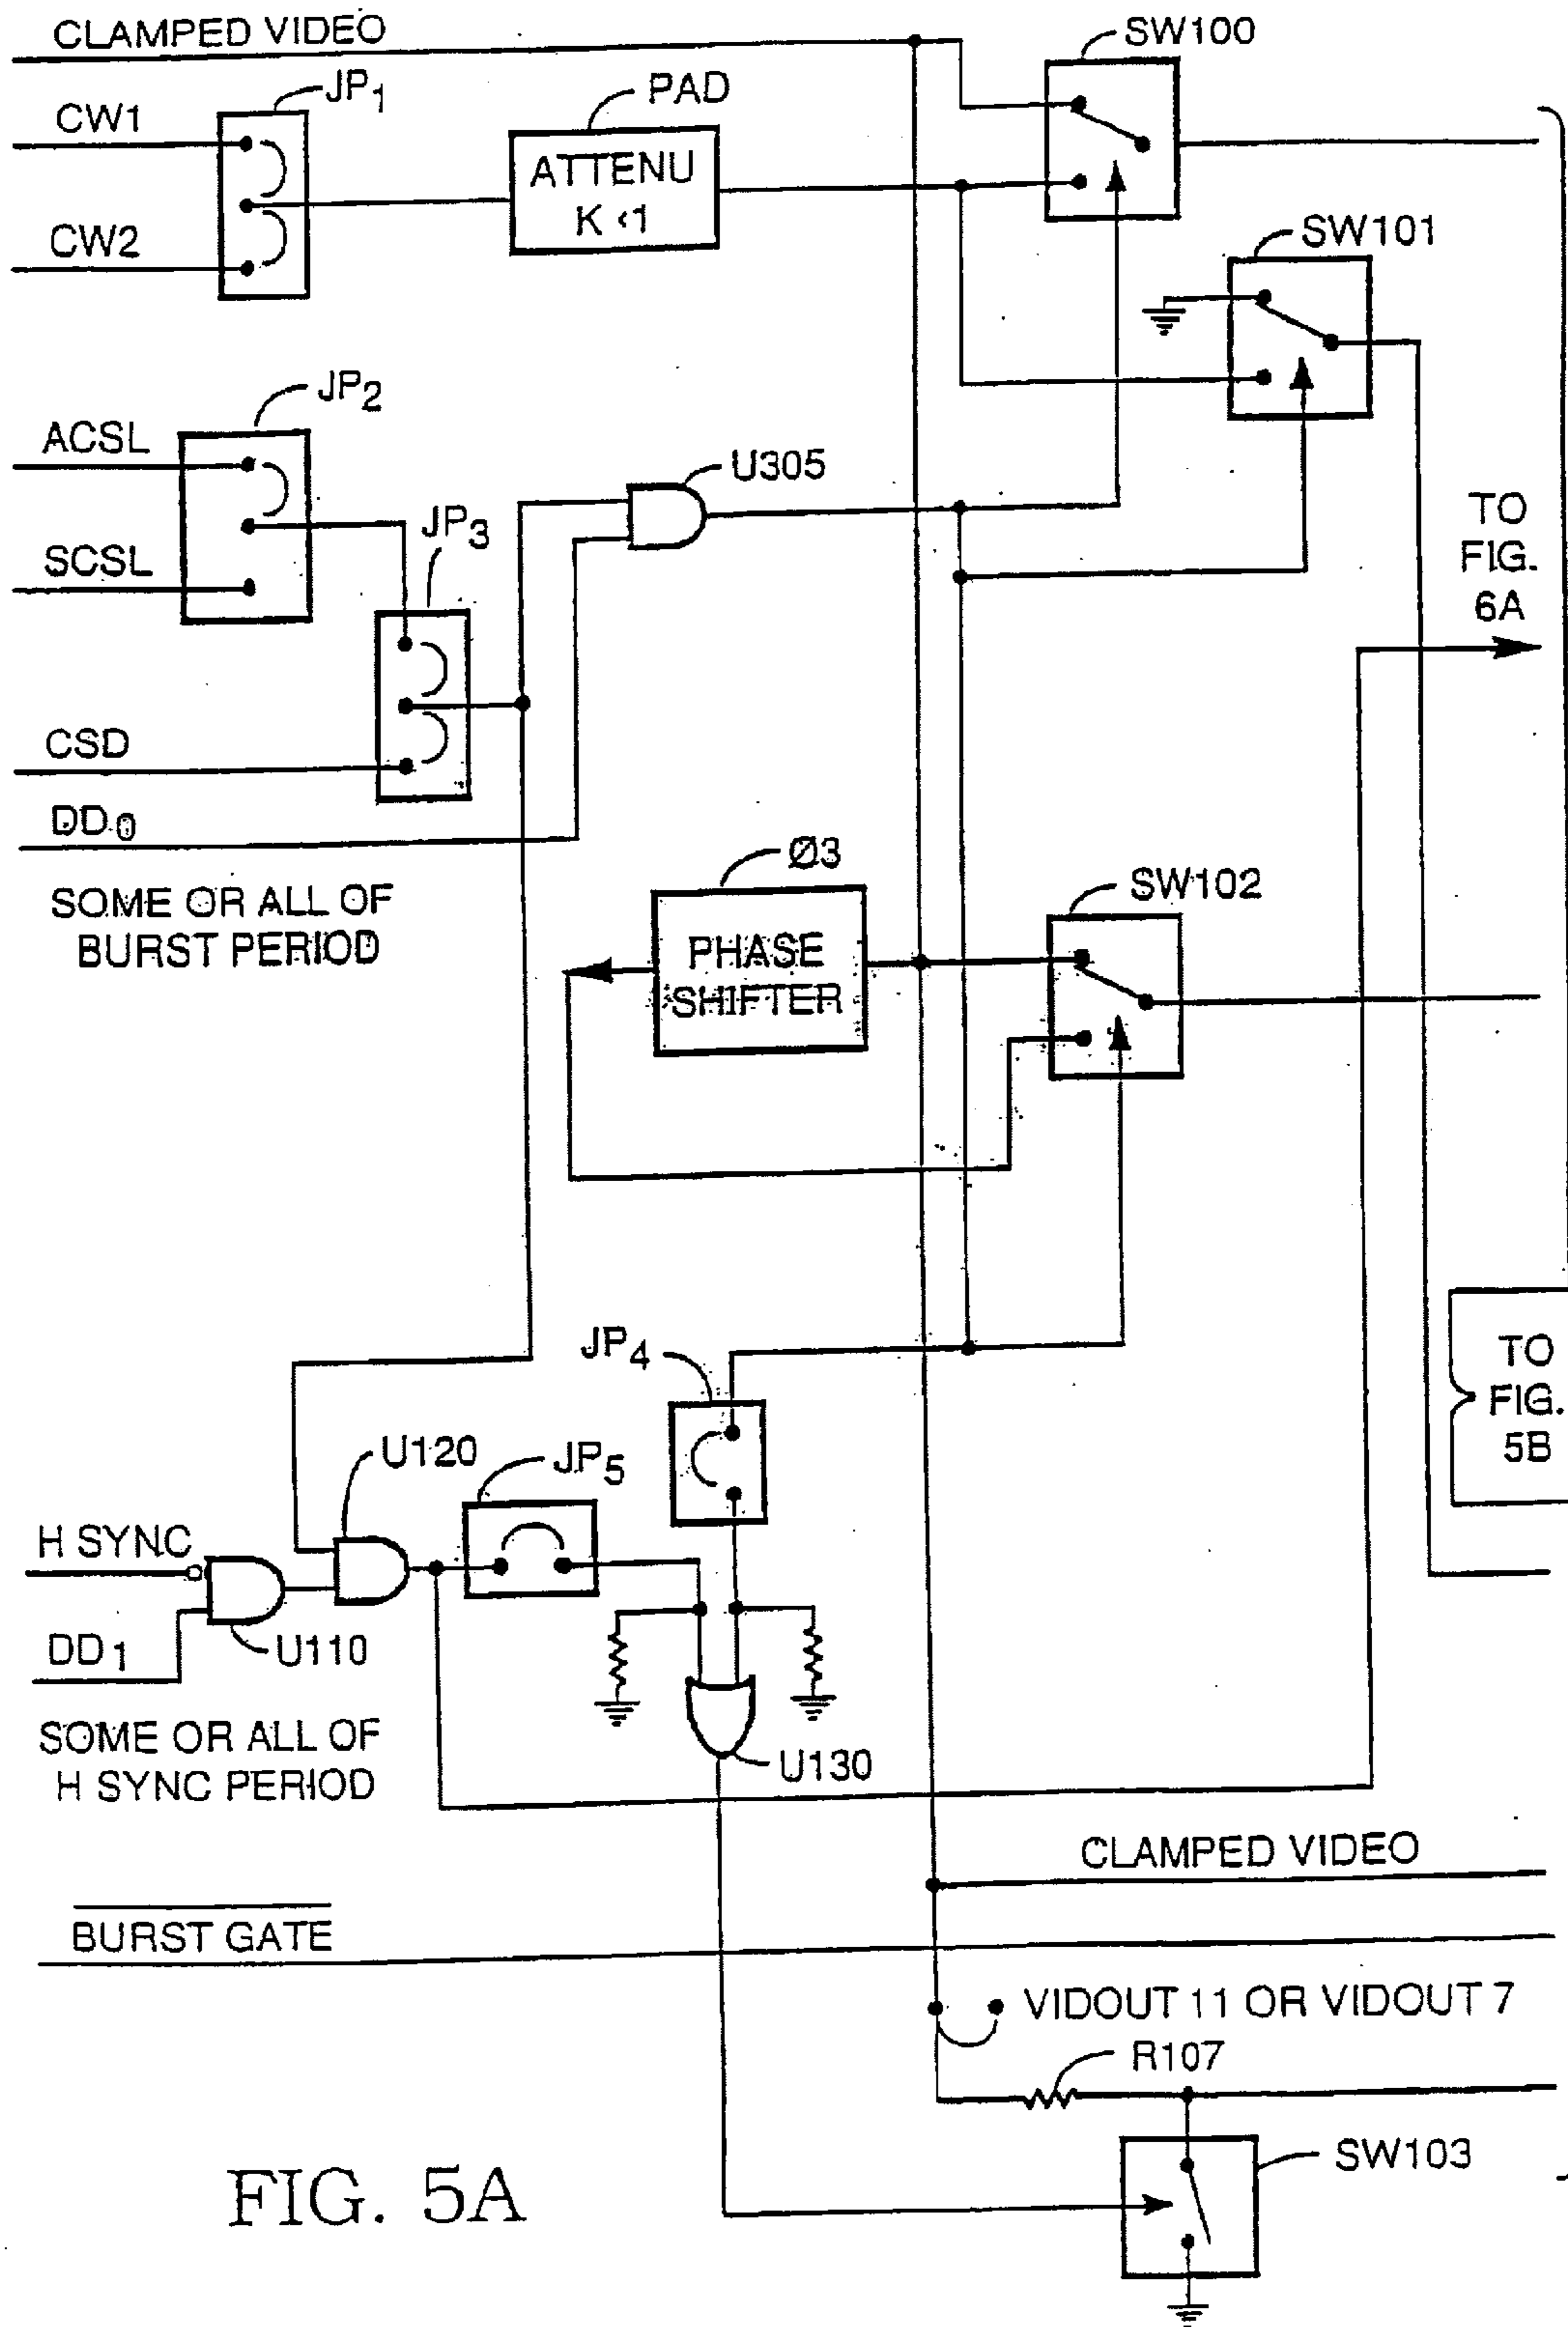 CLAMPED VIDEO
SW100
JP1
PAD
CW1
ATTENU
K <1
CW2
SW101
JP2
ACSL
U305
JP3
TO
FIG.
6A
SCSL
CSD
DD0
Ø3
SW102
SOME OR ALL OF
BURST PERIOD
PHASE
SHIFTER
JP4
TO
FIG.
5B
U120
JP5
H SYNC
DD1
U110
SOME OR ALL OF
H SYNC PERIOD
U130
CLAMPED VIDEO
BURST GATE
VIDOUT 11 OR VIDOUT 7
R107
SW103
FIG. 5A